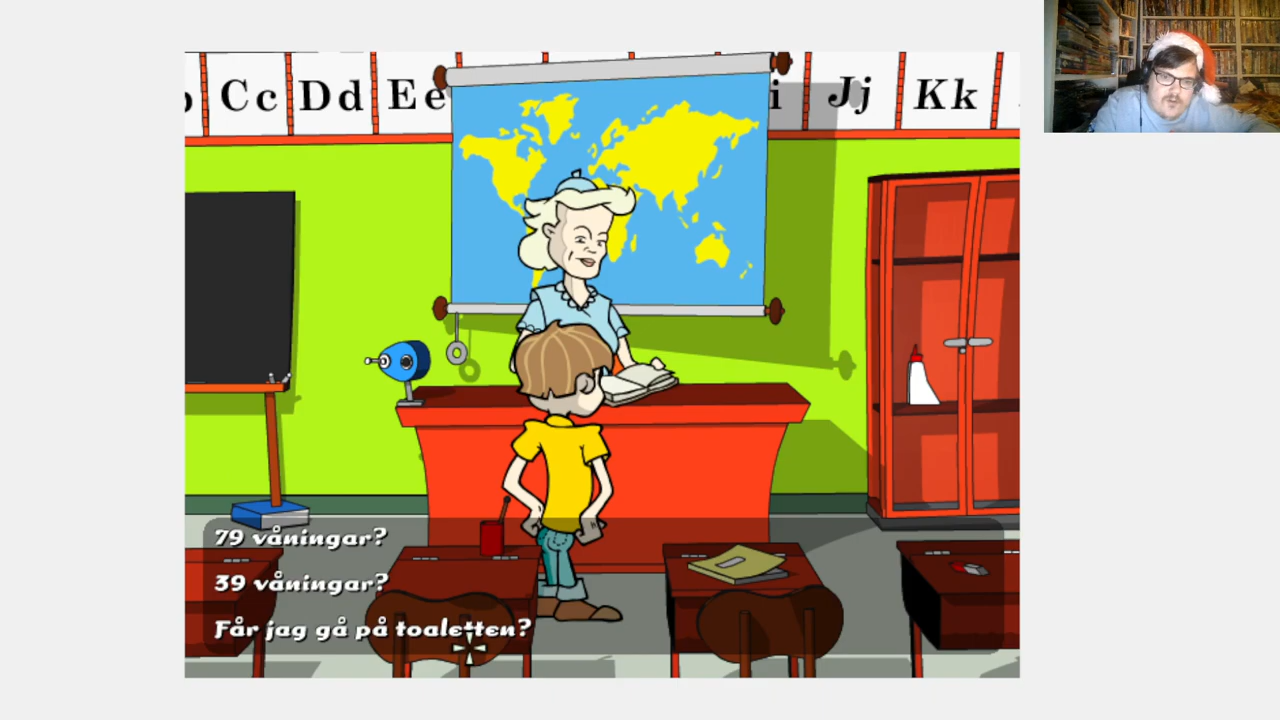 Cc Dd Ee i Jj Kk
79 våningar?
39 våningar?
Får jag gå på toaletten?